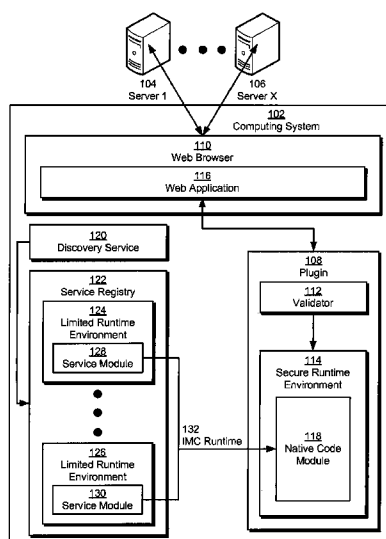 104
Server 1
106
Server X
102
Computing System
110
Web Browser
116
Web Application
120
Discovery Service
122
Service Registry
124
Limited Runtime
Environment
128
Service Module
126
Limited Runtime
Environment
130
Service Module
132
IMC Runtime
108
Plugin
112
Validator
114
Secure Runtime
Environment
118
Native Code
Module